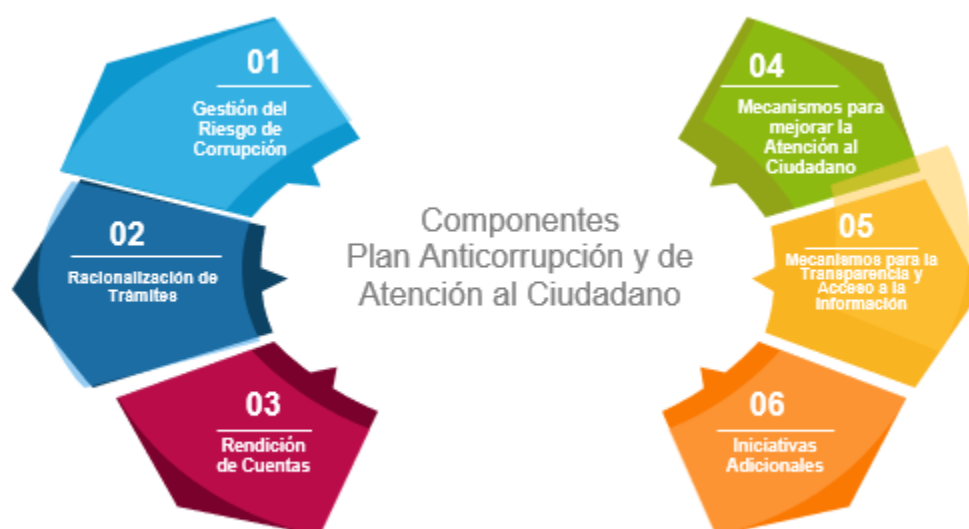 01
Gestión del
Riesgo de
Corrupción
02
Racionalización de
Trámites
03
Rendición
de Cuentas
Componentes
Plan Anticorrupción y de
Atención al Ciudadano
04
Mecanismos para
mejorar la
Atención al
Ciudadano
05
Mecanismos para la
Transparencia y
Acceso a la
Información
06
Iniciativas
Adicionales